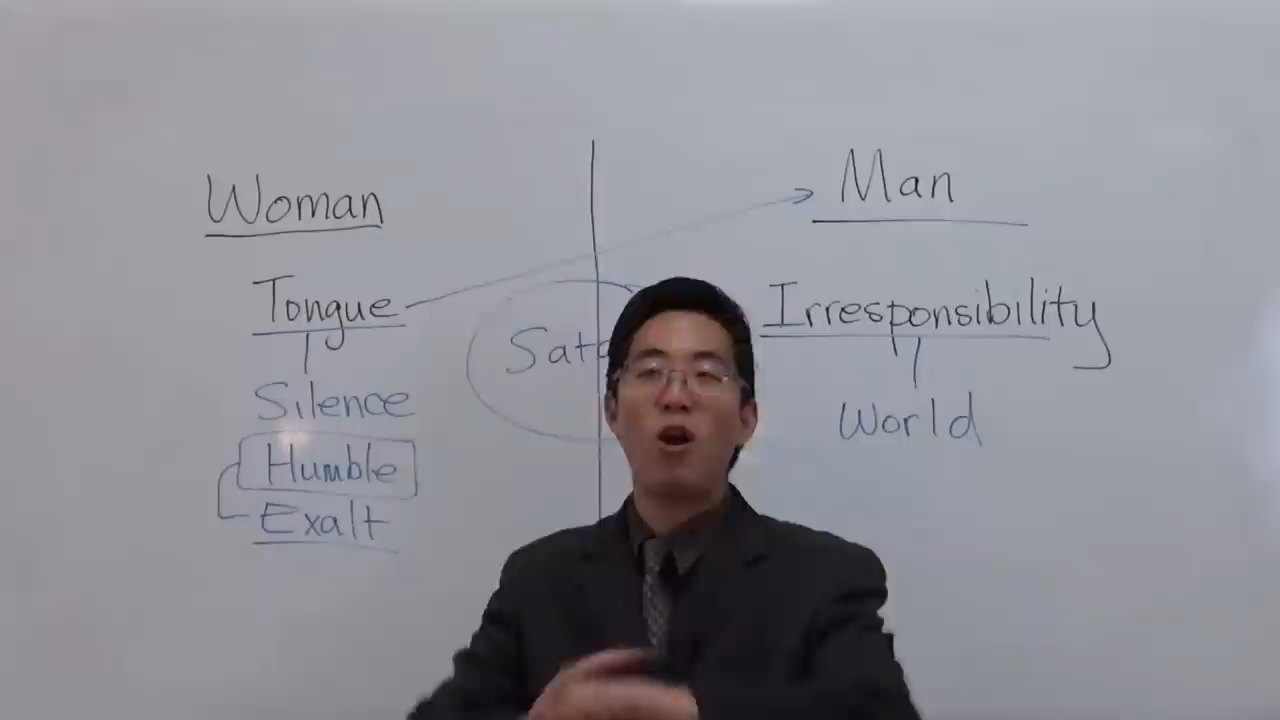 Woman
Tongue
Silence
Humble
Exalt
Man
Irresponsibility
World